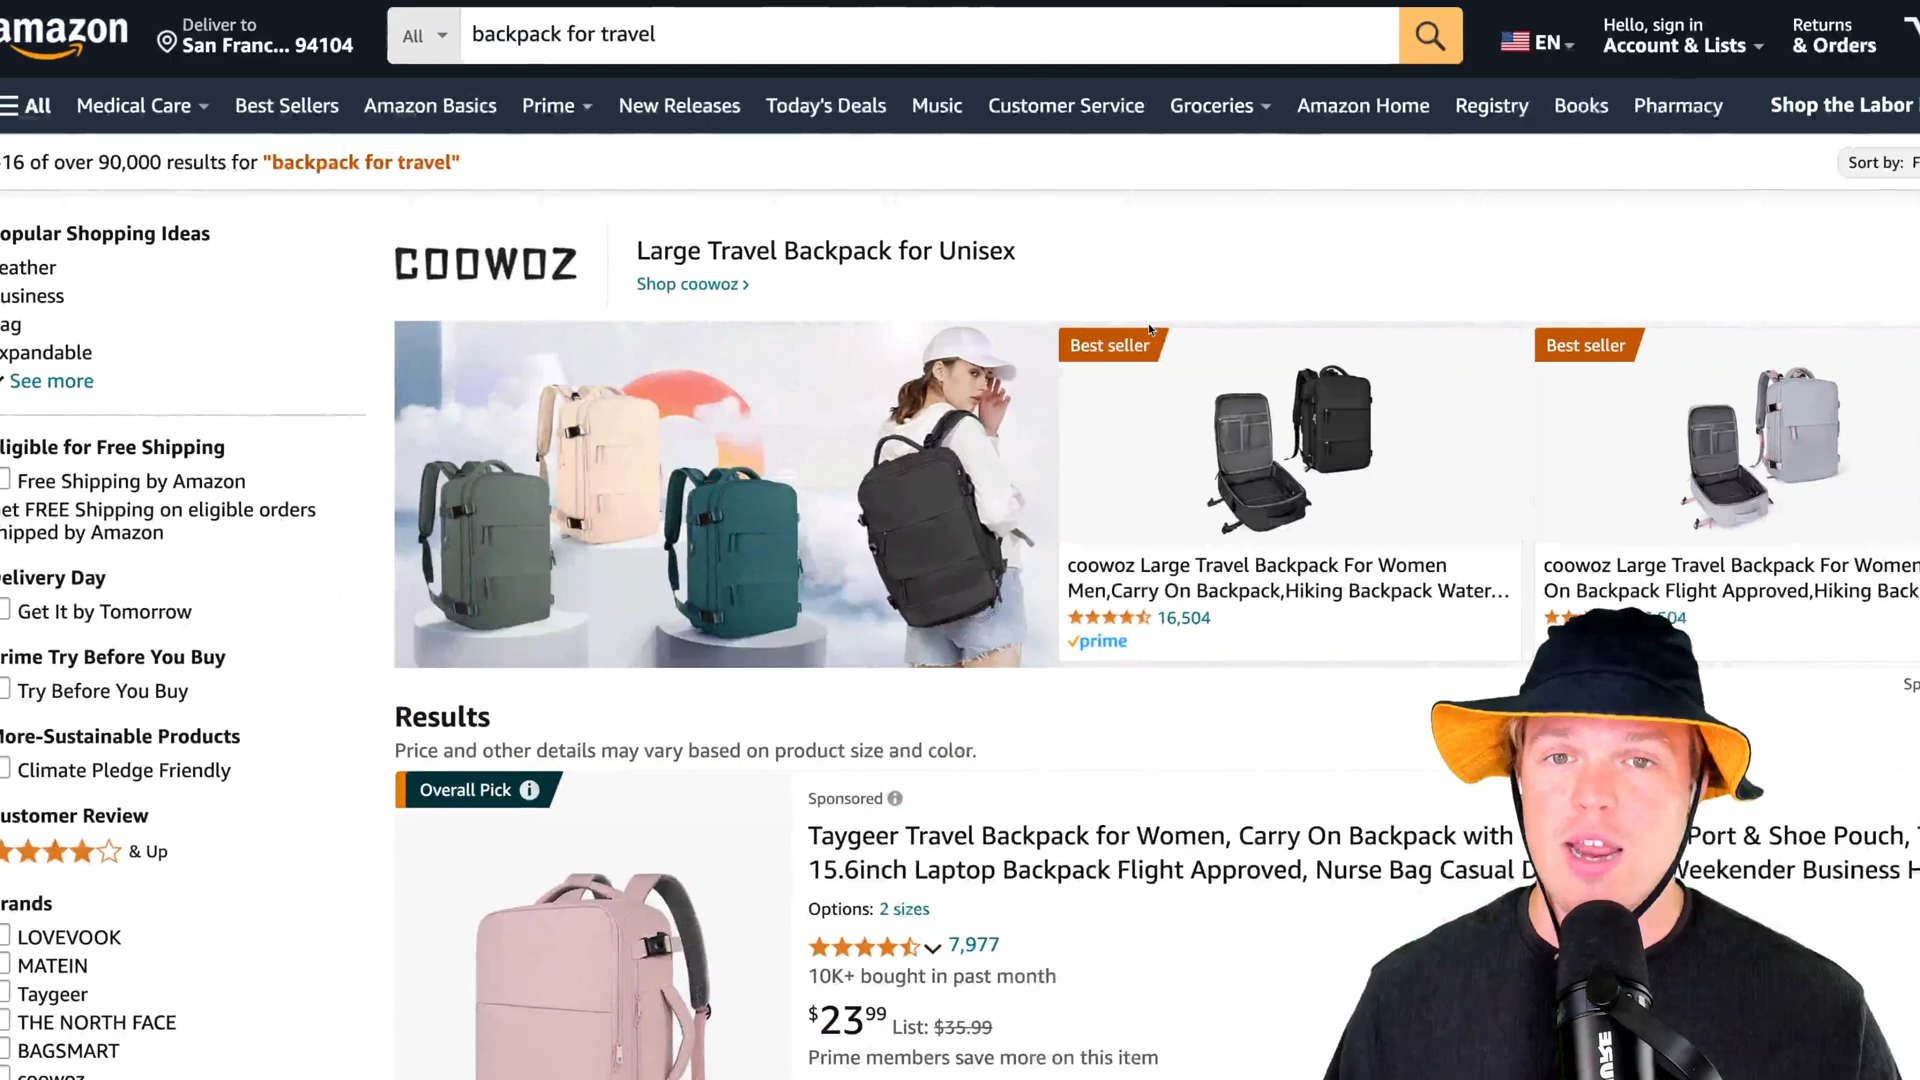 amazon
Deliver to
San Franc... 94104
All
backpack for travel
EN
Hello, sign in
Account & Lists
Returns
& Orders
All
Medical Care
Best Sellers
Amazon Basics
Prime
New Releases
Today's Deals
Music
Customer Service
Groceries
Amazon Home
Registry
Books
Pharmacy
Shop the Labor
-16 of over 90,000 results for "backpack for travel"
Sort by: F
opular Shopping Ideas
eather
usiness
ag
xpandable
See more
ligible for Free Shipping
Free Shipping by Amazon
et FREE Shipping on eligible orders
hipped by Amazon
elivery Day
Get It by Tomorrow
rime Try Before You Buy
Try Before You Buy
More-Sustainable Products
Climate Pledge Friendly
ustomer Review
& Up
rands
LOVEVOOK
MATEIN
Taygeer
THE NORTH FACE
BAGSMART
coowoz
COOWOZ
Large Travel Backpack for Unisex
Shop coowoz ›
Best seller
coowoz Large Travel Backpack For Women
Men,Carry On Backpack,Hiking Backpack Water...
16,504
prime
Best seller
coowoz Large Travel Backpack For Women
On Backpack Flight Approved,Hiking Back
504
Sp
Results
Price and other details may vary based on product size and color.
Overall Pick
Sponsored
Taygeer Travel Backpack for Women, Carry On Backpack with Port & Shoe Pouch, T
15.6inch Laptop Backpack Flight Approved, Nurse Bag Casual D Weekender Business H
Options: 2 sizes
7,977
10K+ bought in past month
$23.99 List: $35.99
Prime members save more on this item